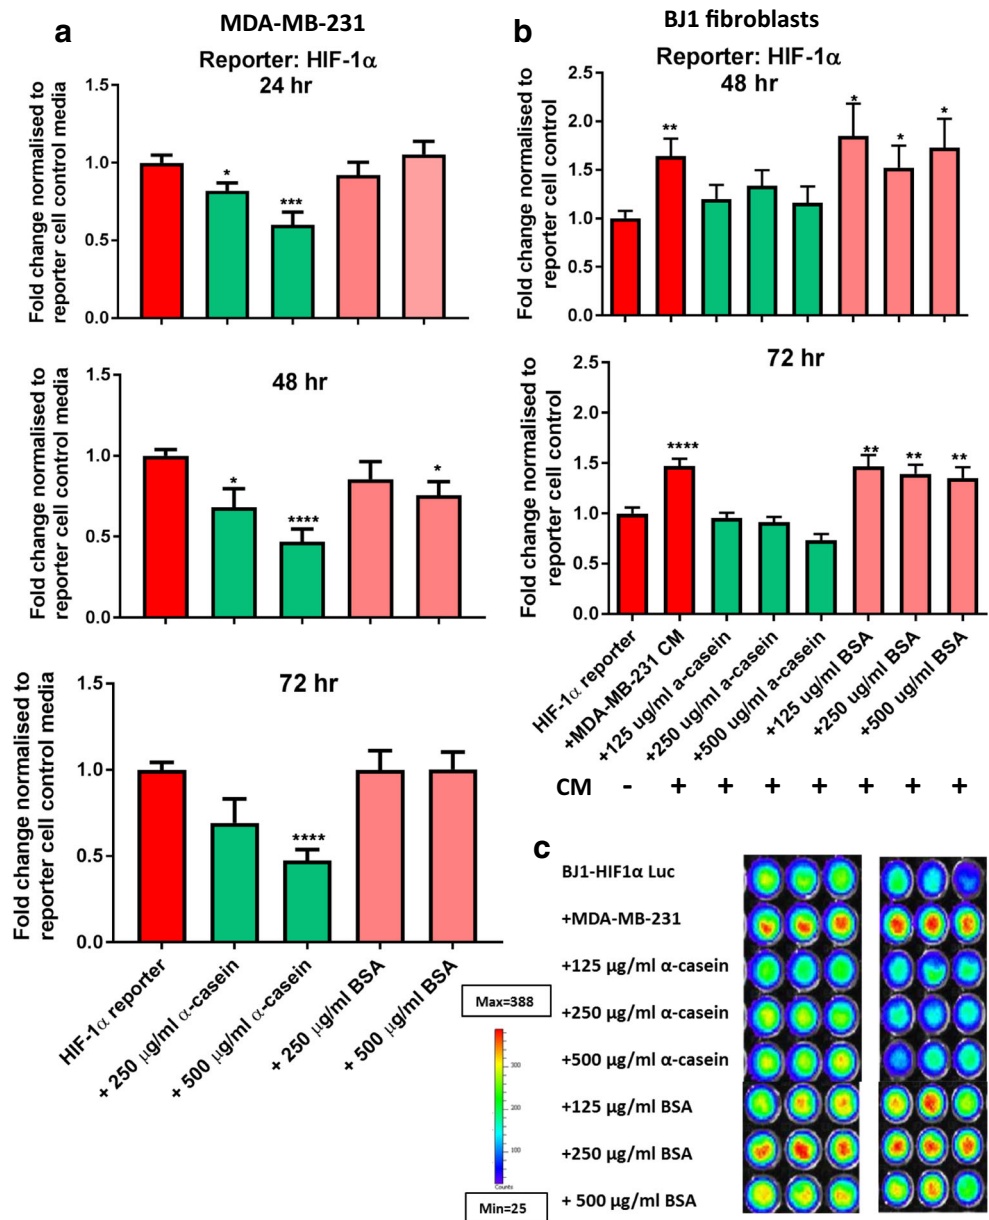 a
MDA-MB-231
Reporter: HIF-1α
24 hr
Fold change normalised to
reporter cell control media
1.5
1.0
0.5
0.0
*
***
48 hr
Fold change normalised to
reporter cell control media
1.5
1.0
0.5
0.0
*
****
*
72 hr
Fold change normalised to
reporter cell control media
1.5
1.0
0.5
0.0
****
HIF-1α reporter
+ 250 µg/ml α-casein
+ 500 µg/ml α-casein
+ 250 µg/ml BSA
+ 500 µg/ml BSA
b
BJ1 fibroblasts
Reporter: HIF-1α
48 hr
Fold change normalised to
reporter cell control
2.5
2.0
1.5
1.0
0.5
0.0
**
*
*
*
72 hr
Fold change normalised to
reporter cell control
2.5
2.0
1.5
1.0
0.5
0.0
****
**
**
**
HIF-1α reporter
+MDA-MB-231 CM
+125 ug/ml a-casein
+250 ug/ml a-casein
+500 ug/ml a-casein
+125 ug/ml BSA
+250 ug/ml BSA
+500 ug/ml BSA
CM - + + + + + + +
c
BJ1-HIF1α Luc
+MDA-MB-231
+125 µg/ml α-casein
+250 µg/ml α-casein
+500 µg/ml α-casein
+125 µg/ml BSA
+250 µg/ml BSA
+ 500 µg/ml BSA
Max=388
300
200
100
Counts
Min=25